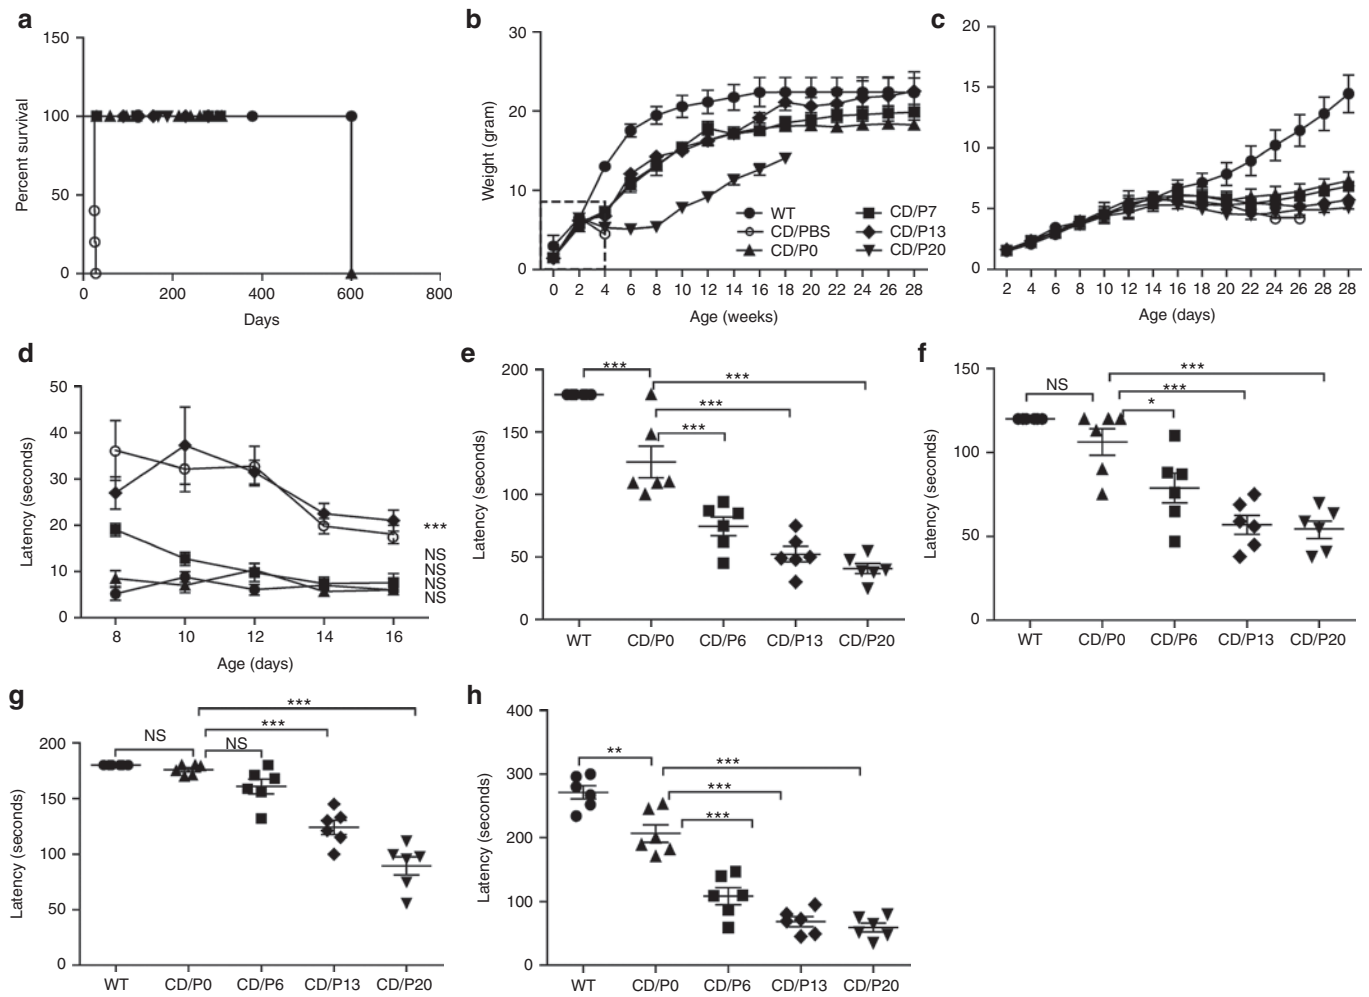 a
150
100
50
0
Percent survival
0 200 400 600 800
Days
b
30
20
10
0
Weight (gram)
WT
CD/PBS
CD/P0
CD/P7
CD/P13
CD/P20
0 2 4 6 8 10 12 14 16 18 20 22 24 26 28
Age (weeks)
c
20
15
10
5
0
2 4 6 8 10 12 14 16 18 20 22 24 26 28 28
Age (days)
d
50
40
30
20
10
0
Latency (seconds)
***
NS
NS
NS
NS
8 10 12 14 16
Age (days)
e
200
150
100
50
0
Latency (seconds)
***
***
***
***
WT CD/P0 CD/P6 CD/P13 CD/P20
f
150
100
50
0
Latency (seconds)
***
NS
***
*
WT CD/P0 CD/P6 CD/P13 CD/P20
g
200
150
100
50
0
Latency (seconds)
***
***
NS
NS
WT CD/P0 CD/P6 CD/P13 CD/P20
h
400
300
200
100
0
Latency (seconds)
**
***
***
***
WT CD/P0 CD/P6 CD/P13 CD/P20